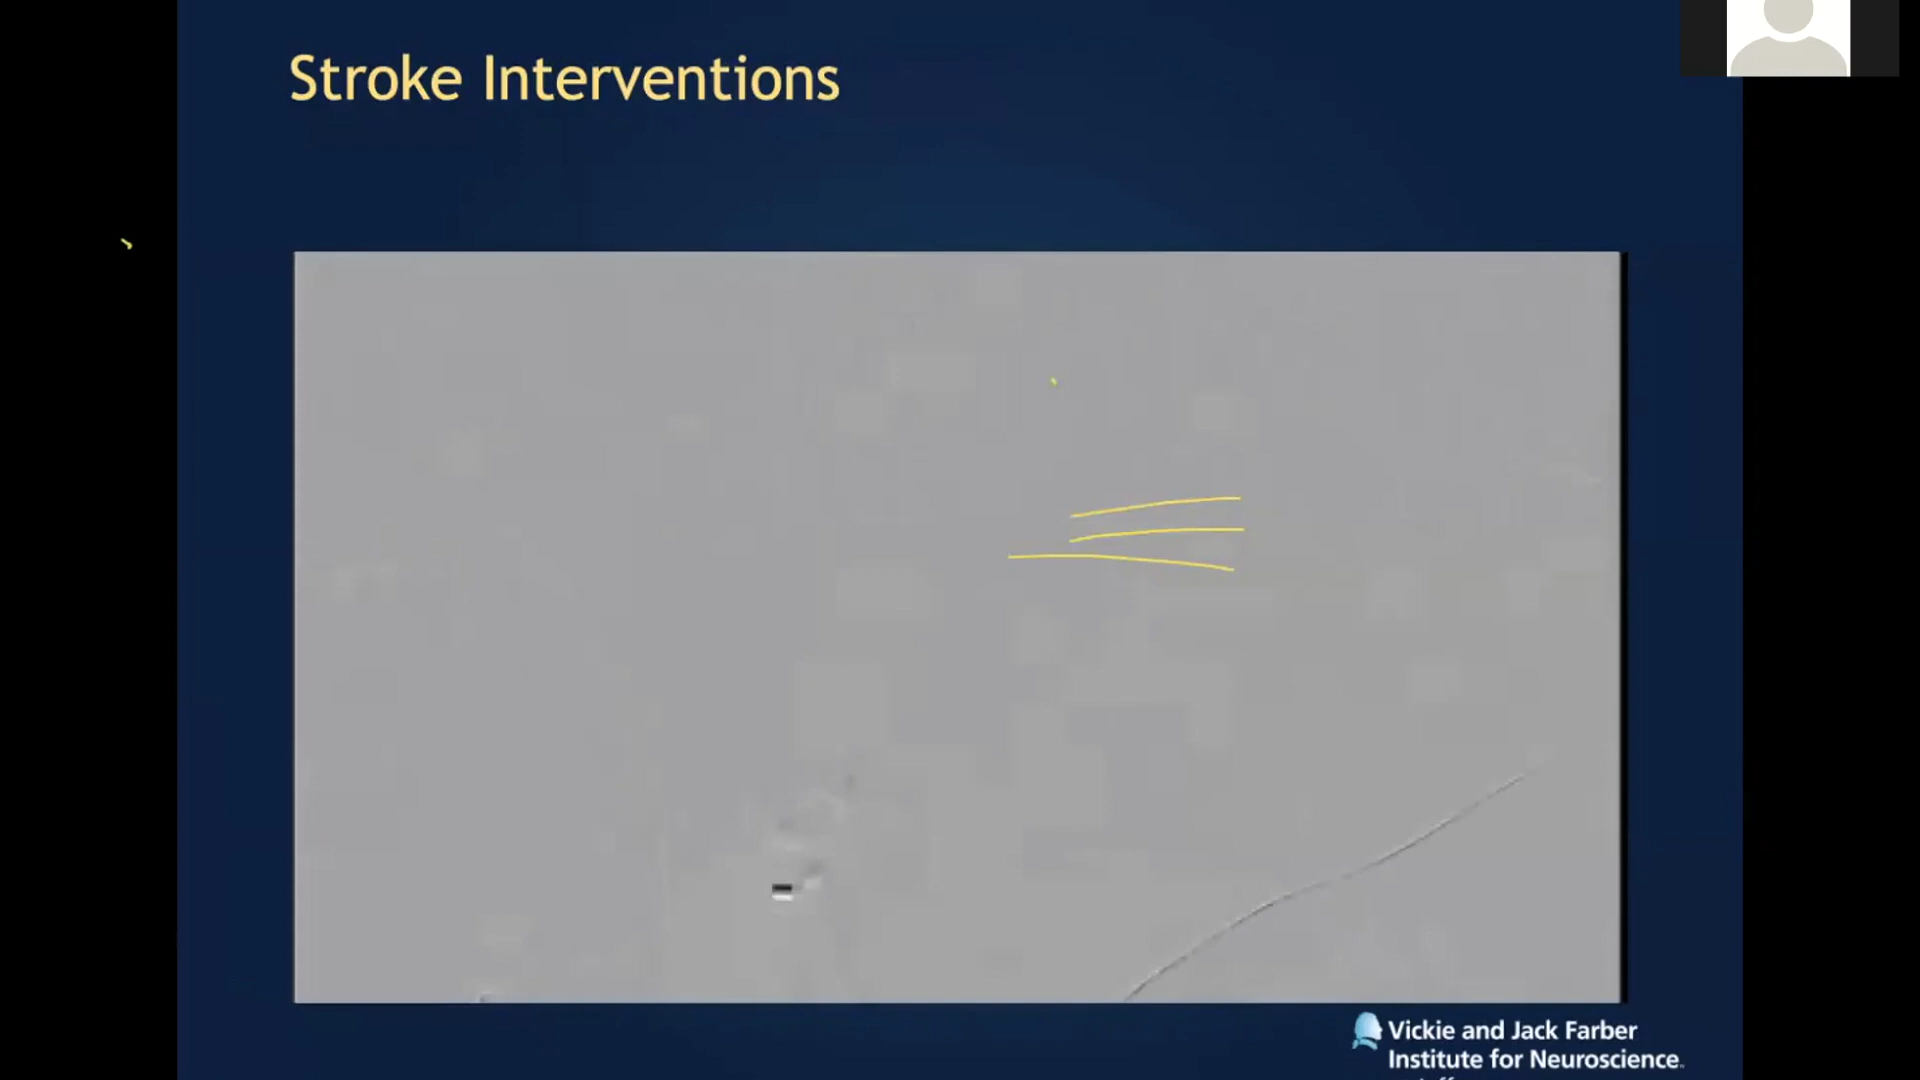 Stroke Interventions
Vickie and Jack Farber
Institute for Neuroscience